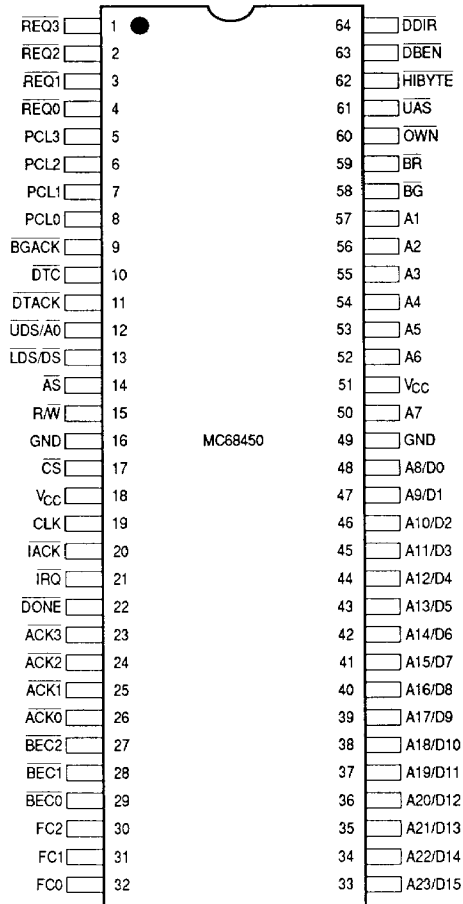 REQ3 1 64 DDIR
REQ2 2 63 DBEN
REQ1 3 62 HIBYTE
REQ0 4 61 UAS
PCL3 5 60 OWN
PCL2 6 59 BR
PCL1 7 58 BG
PCL0 8 57 A1
BGACK 9 56 A2
DTC 10 55 A3
DTACK 11 54 A4
UDS/A0 12 53 A5
LDS/DS 13 52 A6
AS 14 51 VCC
R/W 15 50 A7
GND 16 MC68450 49 GND
CS 17 48 A8/D0
VCC 18 47 A9/D1
CLK 19 46 A10/D2
IACK 20 45 A11/D3
IRQ 21 44 A12/D4
DONE 22 43 A13/D5
ACK3 23 42 A14/D6
ACK2 24 41 A15/D7
ACK1 25 40 A16/D8
ACK0 26 39 A17/D9
BEC2 27 38 A18/D10
BEC1 28 37 A19/D11
BEC0 29 36 A20/D12
FC2 30 35 A21/D13
FC1 31 34 A22/D14
FC0 32 33 A23/D15